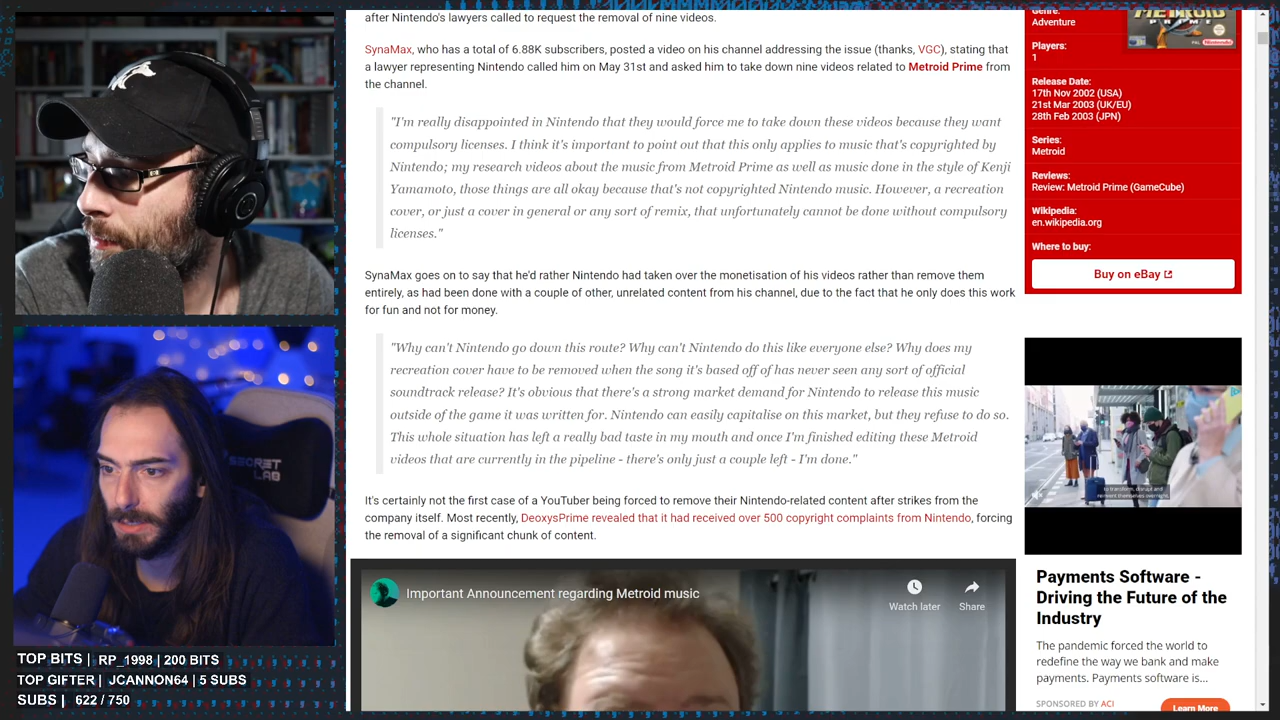 after Nintendo's lawyers called to request the removal of nine videos.
SynaMax, who has a total of 6.88K subscribers, posted a video on his channel addressing the issue (thanks, VGC), stating that
a lawyer representing Nintendo called him on May 31st and asked him to take down nine videos related to Metroid Prime from
the channel.
"I'm really disappointed in Nintendo that they would force me to take down these videos because they want
compulsory licenses. I think it's important to point out that this only applies to music that's copyrighted by
Nintendo; my research videos about the music from Metroid Prime as well as music done in the style of Kenji
Yamamoto, those things are all okay because that's not copyrighted Nintendo music. However, a recreation
cover, or just a cover in general or any sort of remix, that unfortunately cannot be done without compulsory
licenses."
SynaMax goes on to say that he'd rather Nintendo had taken over the monetisation of his videos rather than remove them
entirely, as had been done with a couple of other, unrelated content from his channel, due to the fact that he only does this work
for fun and not for money.
"Why can't Nintendo go down this route? Why can't Nintendo do this like everyone else? Why does my
recreation cover have to be removed when the song it's based off of has never seen any sort of official
soundtrack release? It's obvious that there's a strong market demand for Nintendo to release this music
outside of the game it was written for. Nintendo can easily capitalise on this market, but they refuse to do so.
This whole situation has left a really bad taste in my mouth and once I'm finished editing these Metroid
videos that are currently in the pipeline - there's only just a couple left - I'm done."
It's certainly not the first case of a YouTuber being forced to remove their Nintendo-related content after strikes from the
company itself. Most recently, DeoxysPrime revealed that it had received over 500 copyright complaints from Nintendo, forcing
the removal of a significant chunk of content.
Important Announcement regarding Metroid music
Watch later
Share
Genre:
Adventure
Players:
1
Release Date:
17th Nov 2002 (USA)
21st Mar 2003 (UK/EU)
28th Feb 2003 (JPN)
Series:
Metroid
Reviews:
Review: Metroid Prime (GameCube)
Wikipedia:
en.wikipedia.org
Where to buy:
Buy on eBay
METROID
PRIME
to transform, disrupt and
reinvent themselves overnight.
Payments Software -
Driving the Future of the
Industry
The pandemic forced the world to
redefine the way we bank and make
payments. Payments software is...
SPONSORED BY ACI
Learn More
SECRET
LAB
TOP BITS | RP_1998 | 200 BITS
TOP GIFTER | JCANNON64 | 5 SUBS
SUBS | 622 / 750